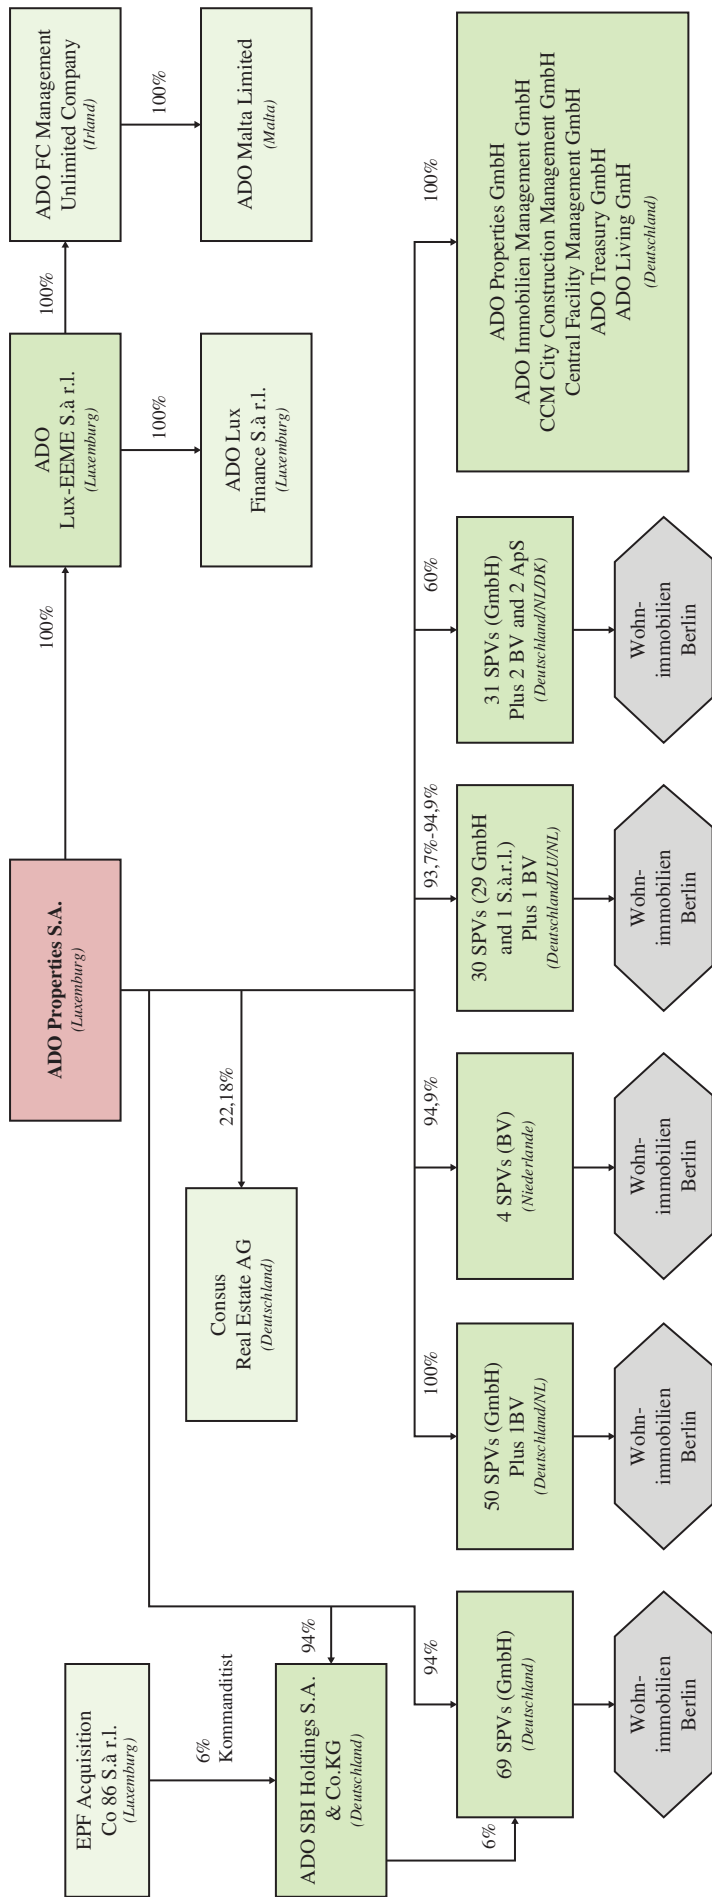 ADO Properties S.A.
(Luxemburg)
100%
ADO
Lux-EEME S.à r.l.
(Luxemburg)
100%
ADO FC Management
Unlimited Company
(Irland)
100%
ADO Lux
Finance S.à r.l.
(Luxemburg)
100%
ADO Malta Limited
(Malta)
EPF Acquisition
Co 86 S.à r.l.
(Luxemburg)
6%
Kommanditist
94%
ADO SBI Holdings S.A.
& Co.KG
(Deutschland)
22,18%
Consus
Real Estate AG
(Deutschland)
6%
94%
69 SPVs (GmbH)
(Deutschland)
100%
50 SPVs (GmbH)
Plus 1BV
(Deutschland/NL)
94,9%
4 SPVs (BV)
(Niederlande)
93,7%-94,9%
30 SPVs (29 GmbH
and 1 S.à.r.l.)
Plus 1 BV
(Deutschland/LU/NL)
60%
31 SPVs (GmbH)
Plus 2 BV and 2 ApS
(Deutschland/NL/DK)
100%
ADO Properties GmbH
ADO Immobilien Management GmbH
CCM City Construction Management GmbH
Central Facility Management GmbH
ADO Treasury GmbH
ADO Living GmH
(Deutschland)
Wohn-
immobilien
Berlin
Wohn-
immobilien
Berlin
Wohn-
immobilien
Berlin
Wohn-
immobilien
Berlin
Wohn-
immobilien
Berlin